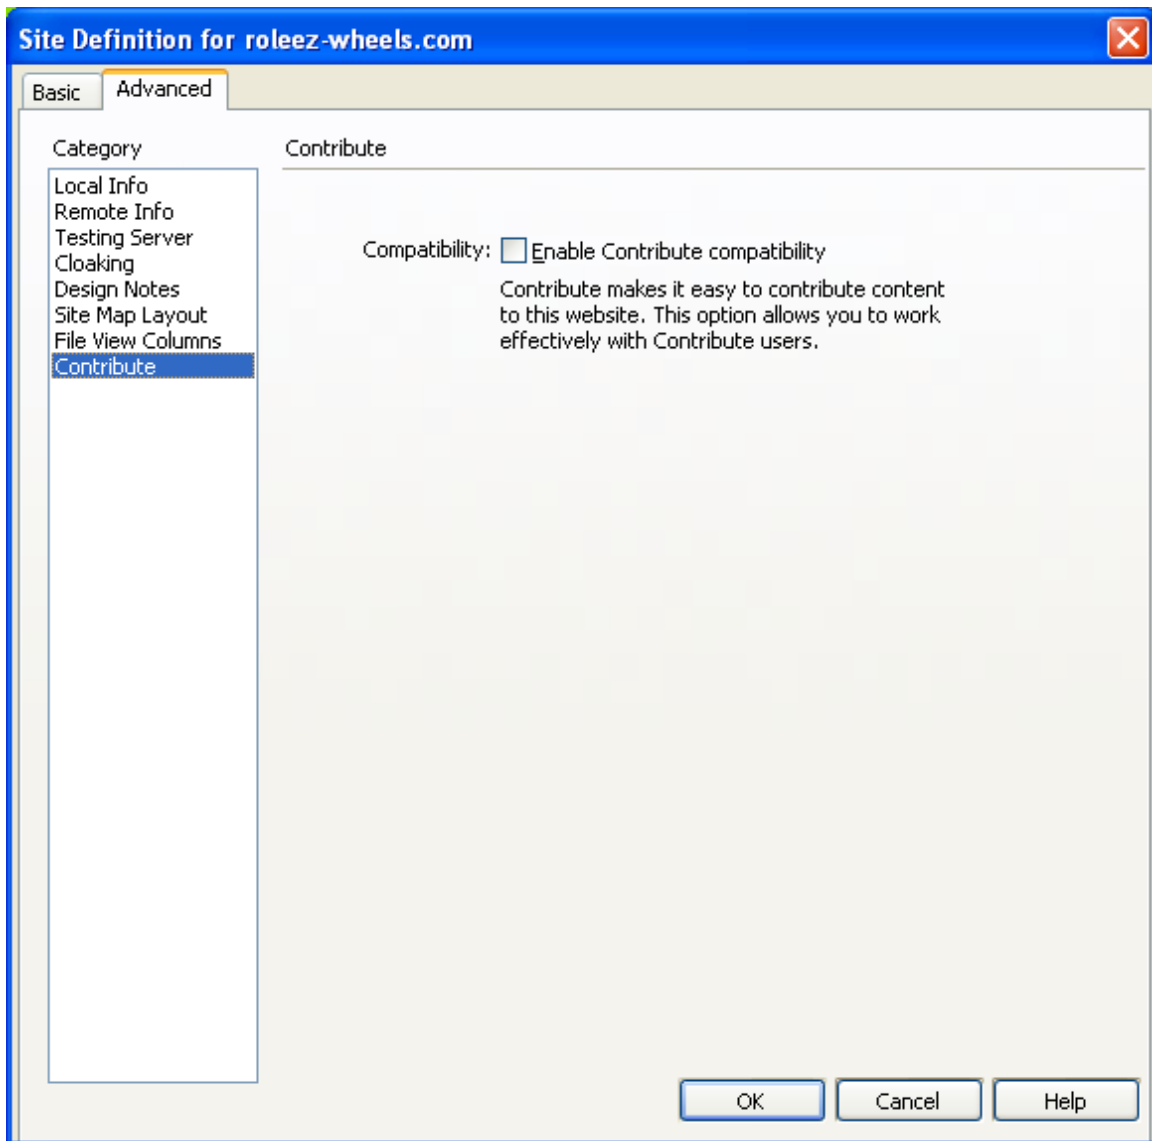 Site Definition for roleez-wheels.com
Basic
Advanced
Category
Contribute
Local Info
Remote Info
Testing Server
Cloaking
Design Notes
Site Map Layout
File View Columns
Contribute
Compatibility: Enable Contribute compatibility
Contribute makes it easy to contribute content
to this website. This option allows you to work
effectively with Contribute users.
OK
Cancel
Help